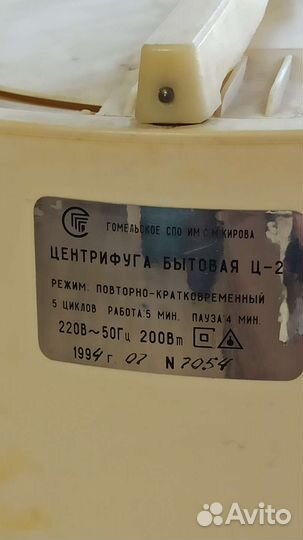 ГОМЕЛЬСКОЕ СПО ИМ С.М.КИРОВА
ЦЕНТРИФУГА БЫТОВАЯ Ц-2
РЕЖИМ: ПОВТОРНО-КРАТКОВРЕМЕННЫЙ
5 ЦИКЛОВ РАБОТА:5 МИН. ПАУЗА:4 МИН.
220В~50Гц 200Вт
1994 г. 07 N 7054
Avito